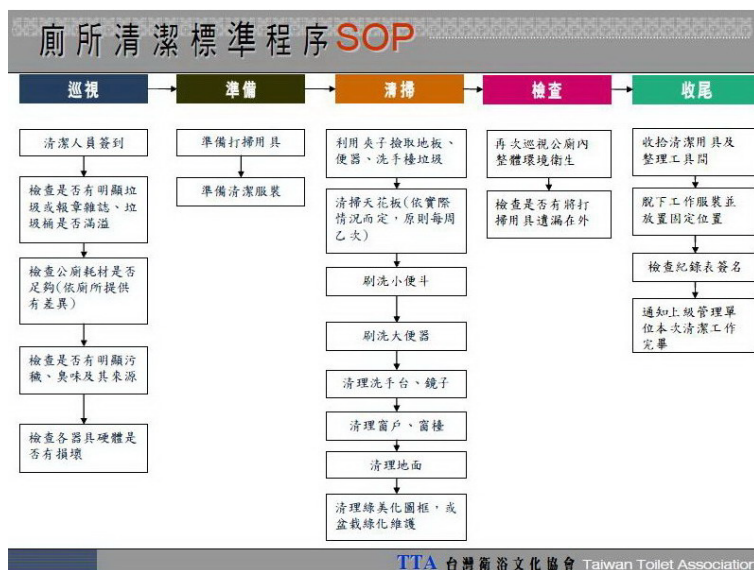 廁所清潔標準程序SOP
巡視
準備
清掃
檢查
收尾
清潔人員簽到
檢查是否有明顯垃
圾或報章雜誌、垃
圾桶是否滿溢
檢查公廁耗材是否
足夠(依廁所提供
有差異)
檢查是否有明顯污
穢、臭味及其來源
檢查各器具硬體是
否有損壞
準備打掃用具
準備清潔服裝
利用夾子撿取地板、
便器、洗手檯垃圾
清掃天花板(依實際
情況而定，原則每周
乙次)
刷洗小便斗
刷洗大便器
清理洗手台、鏡子
清理窗戶、窗檯
清理地面
清理綠美化圖框，或
盆栽綠化維護
再次巡視公廁內
整體環境衛生
檢查是否有將打
掃用具遺漏在外
收拾清潔用具及
整理工具間
脫下工作服裝並
放置固定位置
檢查紀錄表簽名
通知上級管理單
位本次清潔工作
完畢
TTA 台灣衛浴文化協會 Taiwan Toilet Association